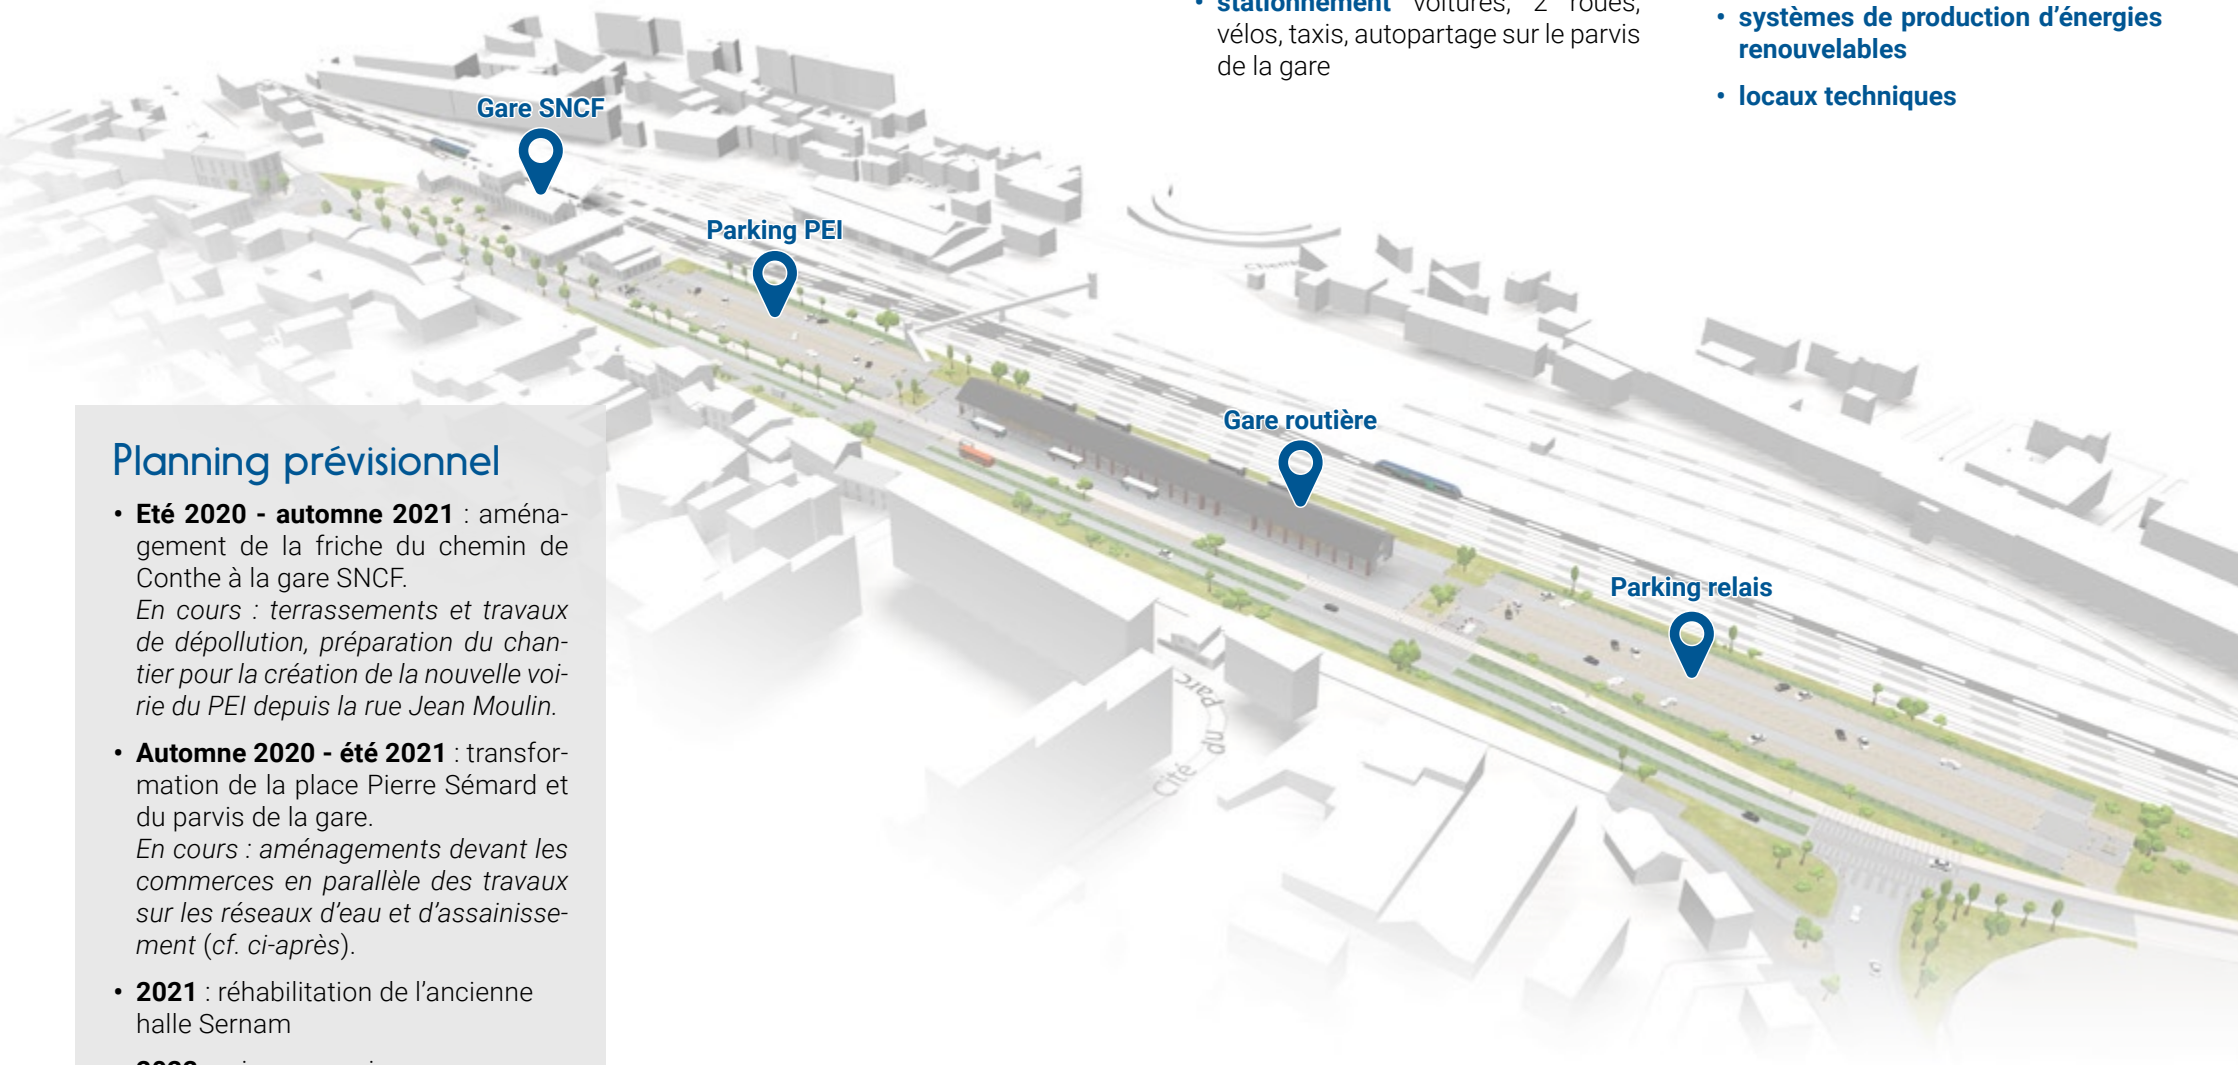 stationnement voitures, 2 roues,
vélos, taxis, autopartage sur le parvis
de la gare
• systèmes de production d’énergies
renouvelables
• locaux techniques
Gare SNCF
Parking PEI
Gare routière
Parking relais
Cité du Parc
Planning prévisionnel
• Eté 2020 - automne 2021 : aména-
gement de la friche du chemin de
Conthe à la gare SNCF.
En cours : terrassements et travaux
de dépollution, préparation du chan-
tier pour la création de la nouvelle voi-
rie du PEI depuis la rue Jean Moulin.
• Automne 2020 - été 2021 : transfor-
mation de la place Pierre Sémard et
du parvis de la gare.
En cours : aménagements devant les
commerces en parallèle des travaux
sur les réseaux d’eau et d’assainisse-
ment (cf. ci-après).
• 2021 : réhabilitation de l’ancienne
halle Sernam